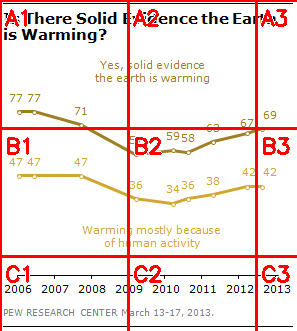 A1 A2 A3
There Solid Evidence the Earth
is Warming?
Yes, solid evidence
the earth is warming
77 77 71 59 58 63 67 69
B1 B2 B3
47 47 47 36 34 36 38 42 42
Warming mostly because
of human activity
C1 C2 C3
2006 2007 2008 2009 2010 2011 2012 2013
PEW RESEARCH CENTER March 13-17, 2013.